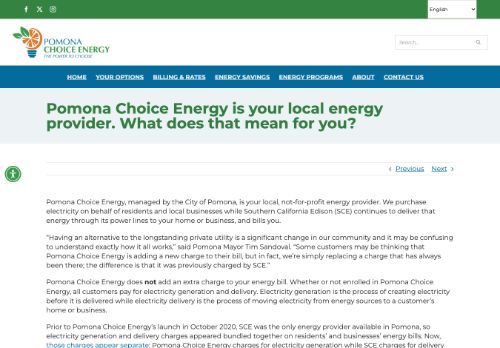 English
POMONA
CHOICE ENERGY
THE POWER TO CHOOSE
Search...
HOME YOUR OPTIONS BILLING & RATES ENERGY SAVINGS ENERGY PROGRAMS ABOUT CONTACT US
Pomona Choice Energy is your local energy
provider. What does that mean for you?
Previous Next
Pomona Choice Energy, managed by the City of Pomona, is your local, not-for-profit energy provider. We purchase
electricity on behalf of residents and local businesses while Southern California Edison (SCE) continues to deliver that
energy through its power lines to your home or business, and bills you.
“Having an alternative to the longstanding private utility is a significant change in our community and it may be confusing
to understand exactly how it all works,” said Pomona Mayor Tim Sandoval. “Some customers may be thinking that
Pomona Choice Energy is adding a new charge to their bill, but in fact, we’re simply replacing a charge that has always
been there; the difference is that it was previously charged by SCE.”
Pomona Choice Energy does not add an extra charge to your energy bill. Whether or not enrolled in Pomona Choice
Energy, all customers pay for electricity generation and delivery. Electricity generation is the process of creating electricity
before it is delivered while electricity delivery is the process of moving electricity from energy sources to a customer’s
home or business.
Prior to Pomona Choice Energy’s launch in October 2020, SCE was the only energy provider available in Pomona, so
electricity generation and delivery charges appeared bundled together on residents’ and businesses’ energy bills. Now,
those charges appear separate: Pomona Choice Energy charges for electricity generation while SCE charges for delivery